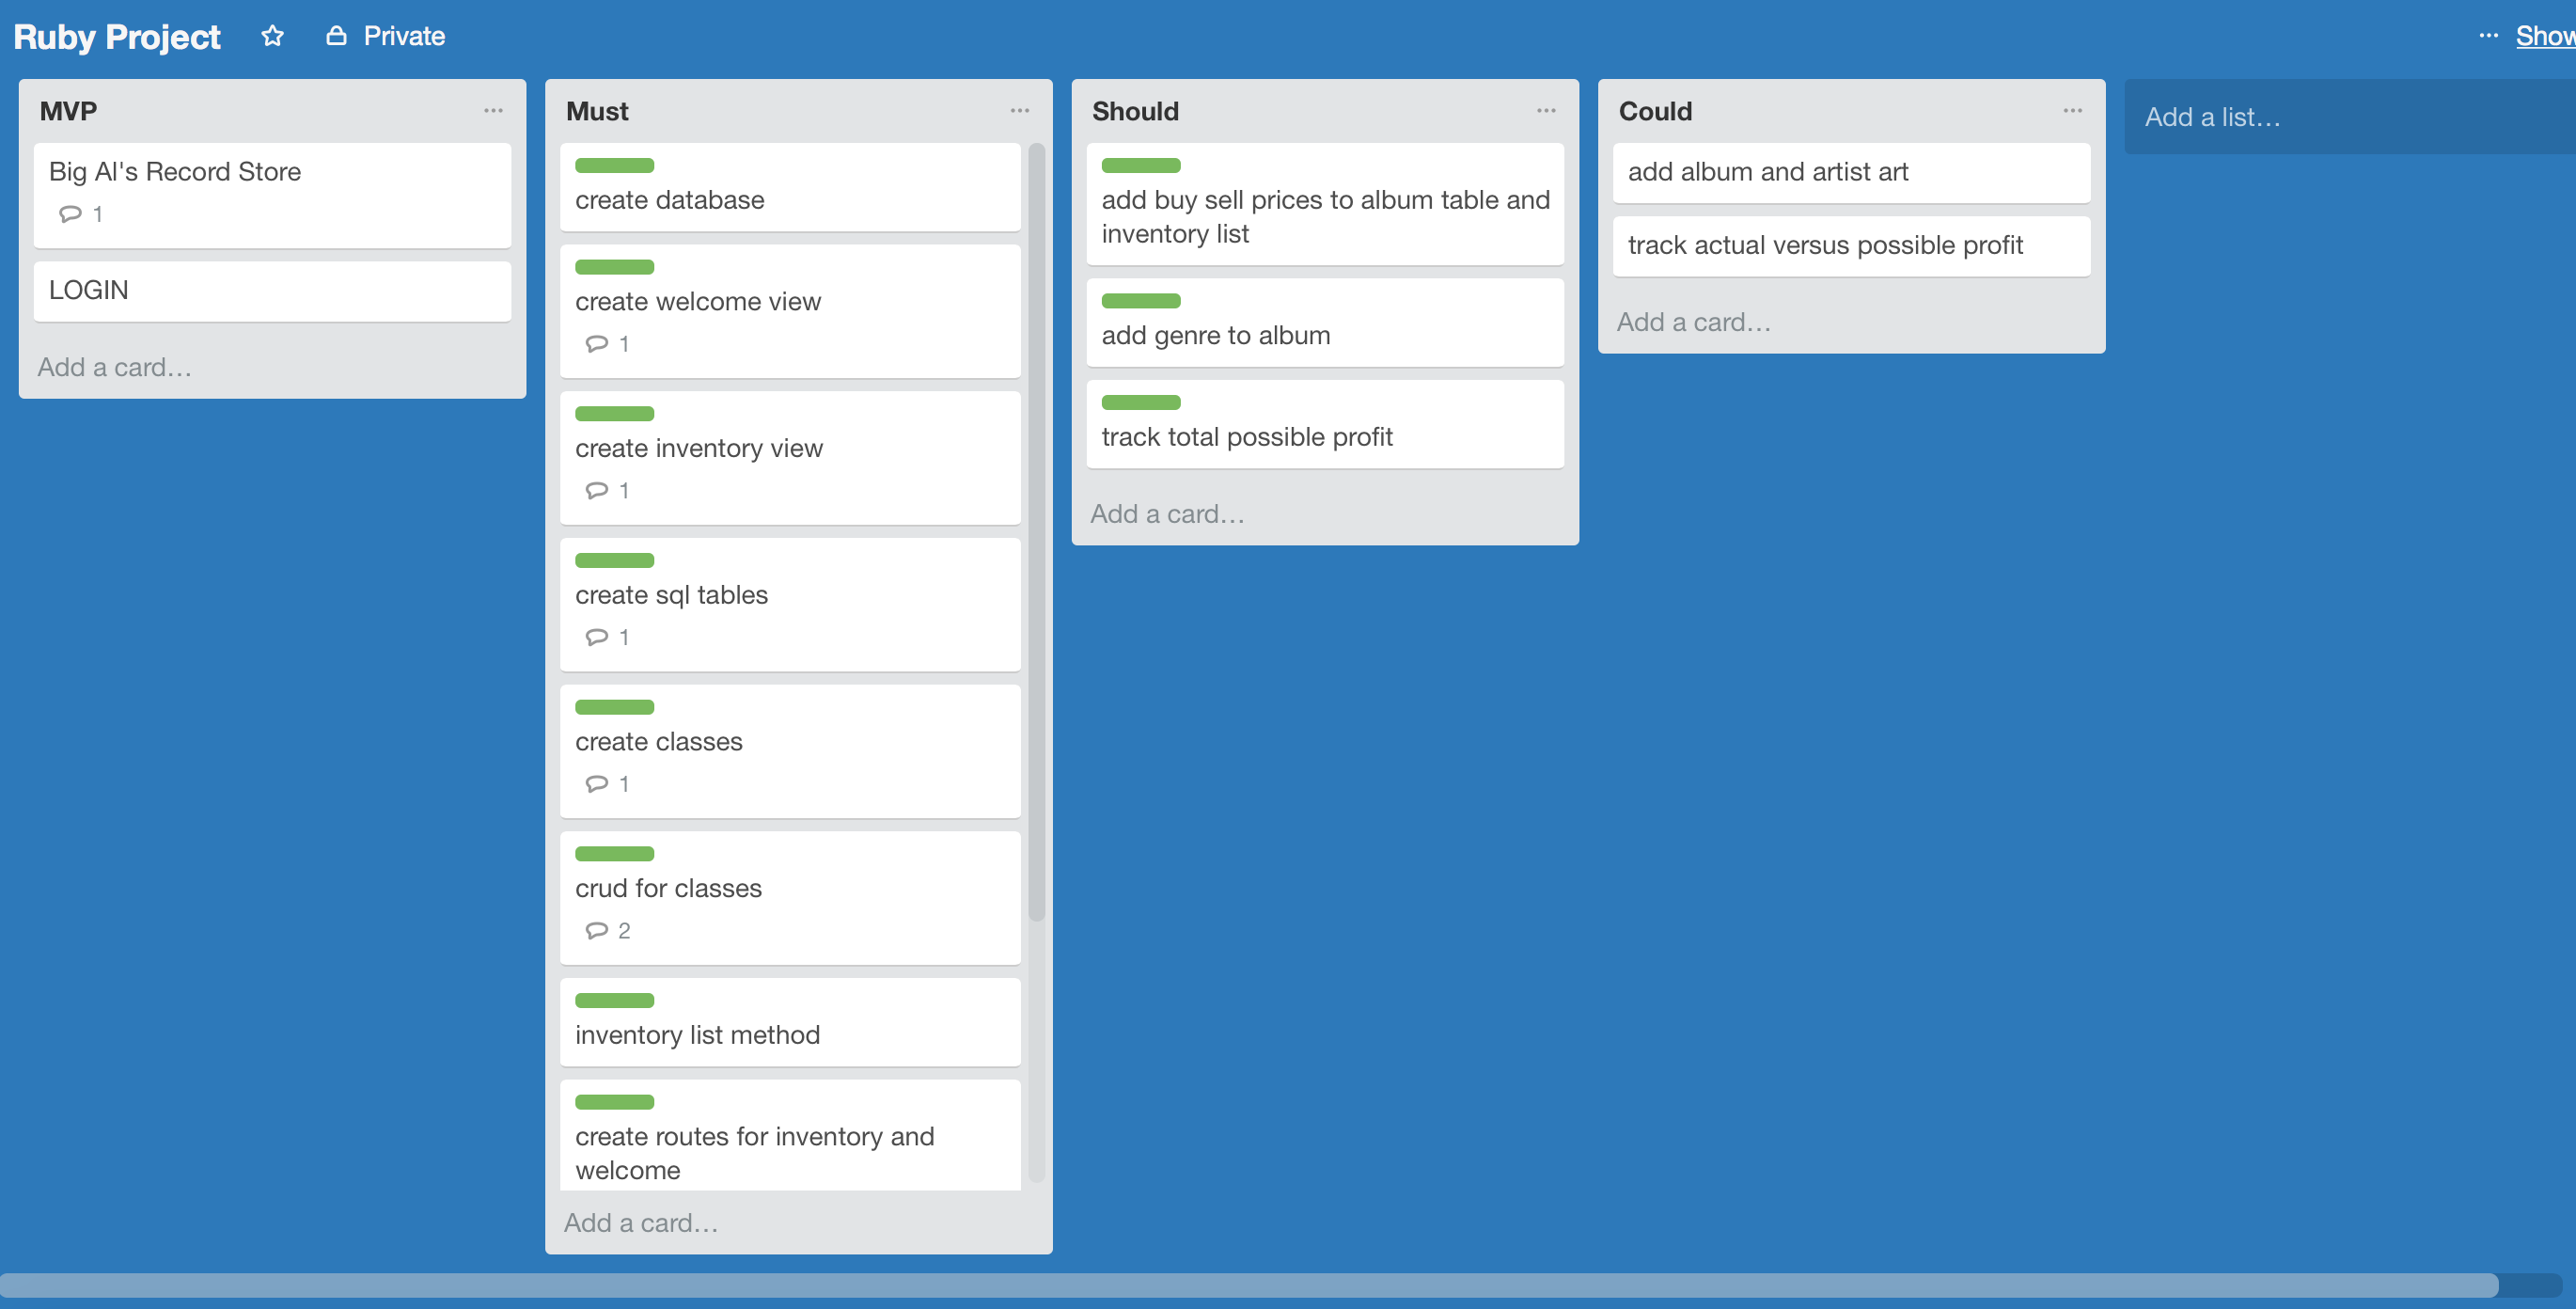 Ruby Project Private ... Show
MVP
Big Al's Record Store
1
LOGIN
Add a card…
Must
create database
create welcome view
1
create inventory view
1
create sql tables
1
create classes
1
crud for classes
2
inventory list method
create routes for inventory and
welcome
Add a card…
Should
add buy sell prices to album table and
inventory list
add genre to album
track total possible profit
Add a card…
Could
add album and artist art
track actual versus possible profit
Add a card…
Add a list…